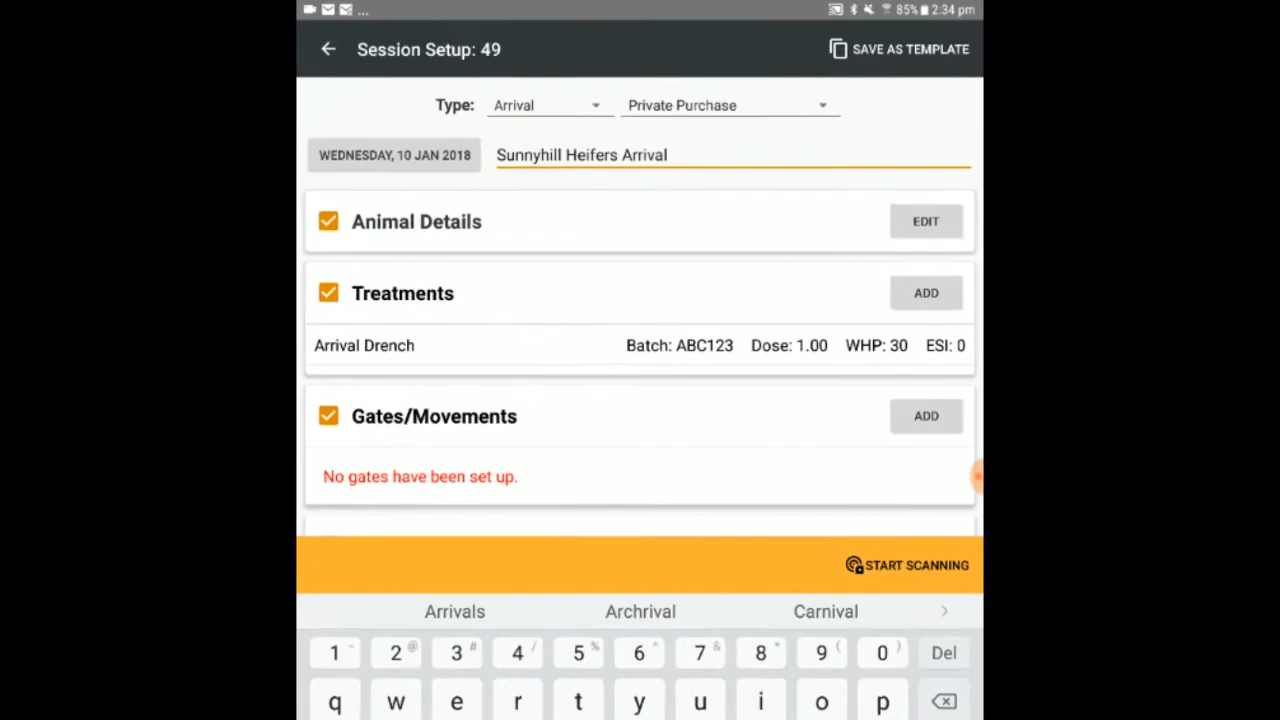 ... 85% 2:34 pm
Session Setup: 49 SAVE AS TEMPLATE
Type: Arrival Private Purchase
WEDNESDAY, 10 JAN 2018 Sunnyhill Heifers Arrival
Animal Details EDIT
Treatments ADD
Arrival Drench Batch: ABC123 Dose: 1.00 WHP: 30 ESI: 0
Gates/Movements ADD
No gates have been set up.
START SCANNING
Arrivals Archrival Carnival
1 2 @ 3 # 4 / 5 % 6 ^ 7 & 8 * 9 ( 0 ) Del
q w e r t y u i o p